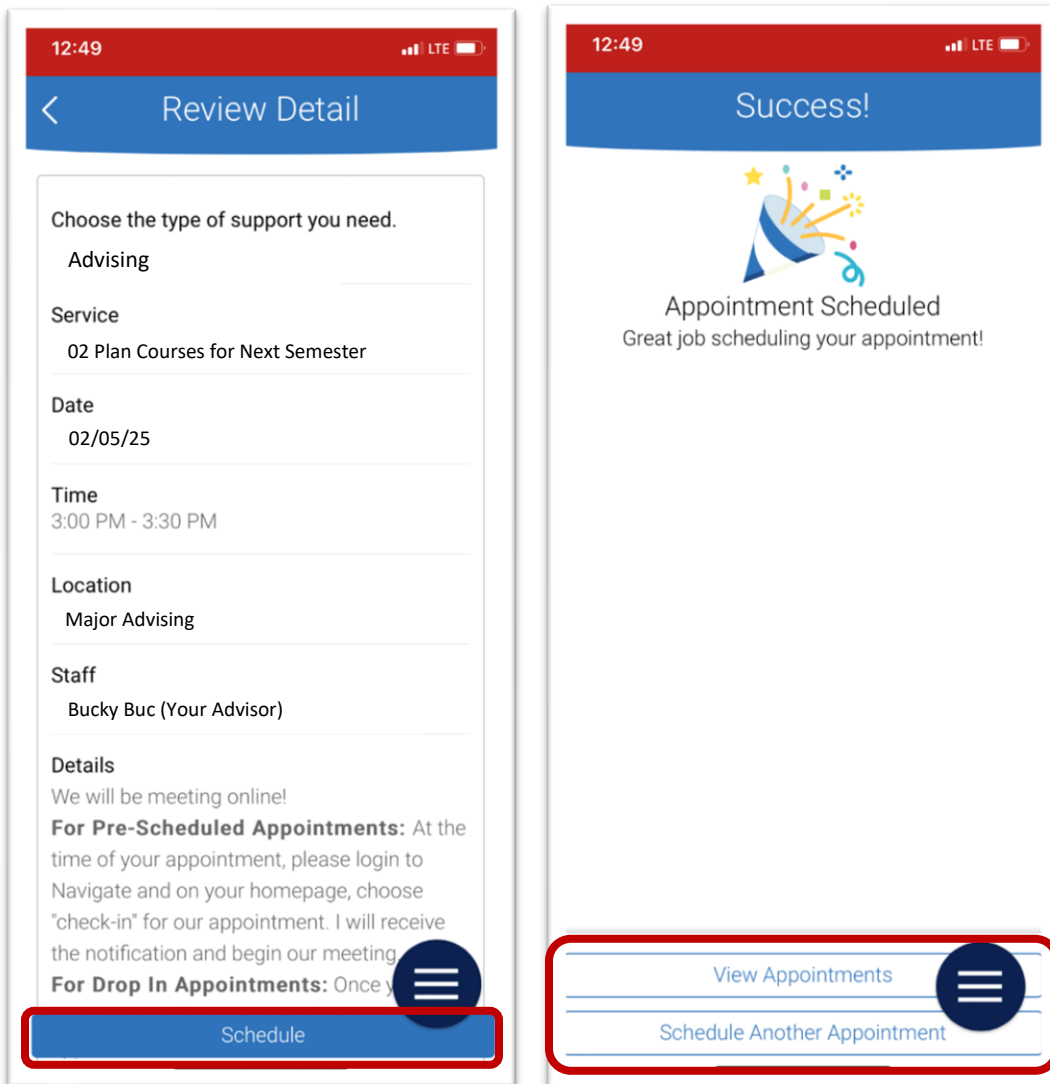 12:49
LTE
Review Detail
Choose the type of support you need.
Advising
Service
02 Plan Courses for Next Semester
Date
02/05/25
Time
3:00 PM - 3:30 PM
Location
Major Advising
Staff
Bucky Buc (Your Advisor)
Details
We will be meeting online!
For Pre-Scheduled Appointments: At the
time of your appointment, please login to
Navigate and on your homepage, choose
"check-in" for our appointment. I will receive
the notification and begin our meeting.
For Drop In Appointments: Once
Schedule
12:49
LTE
Success!
Appointment Scheduled
Great job scheduling your appointment!
View Appointments
Schedule Another Appointment